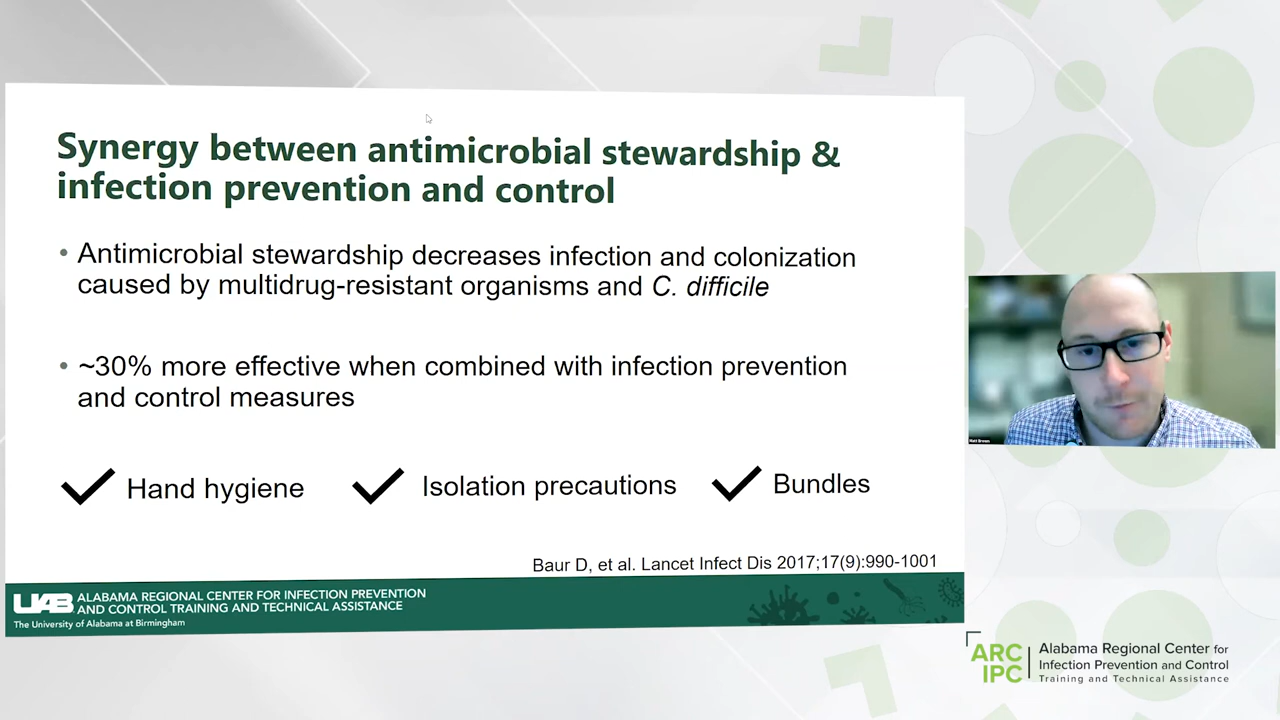 Synergy between antimicrobial stewardship &
infection prevention and control
• Antimicrobial stewardship decreases infection and colonization
caused by multidrug-resistant organisms and C. difficile
• ~30% more effective when combined with infection prevention
and control measures
Hand hygiene
Isolation precautions
Bundles
Baur D, et al. Lancet Infect Dis 2017;17(9):990-1001
UAB
ALABAMA REGIONAL CENTER FOR INFECTION PREVENTION
AND CONTROL TRAINING AND TECHNICAL ASSISTANCE
The University of Alabama at Birmingham
Matt Brown
ARC
IPC
Alabama Regional Center for
Infection Prevention and Control
Training and Technical Assistance